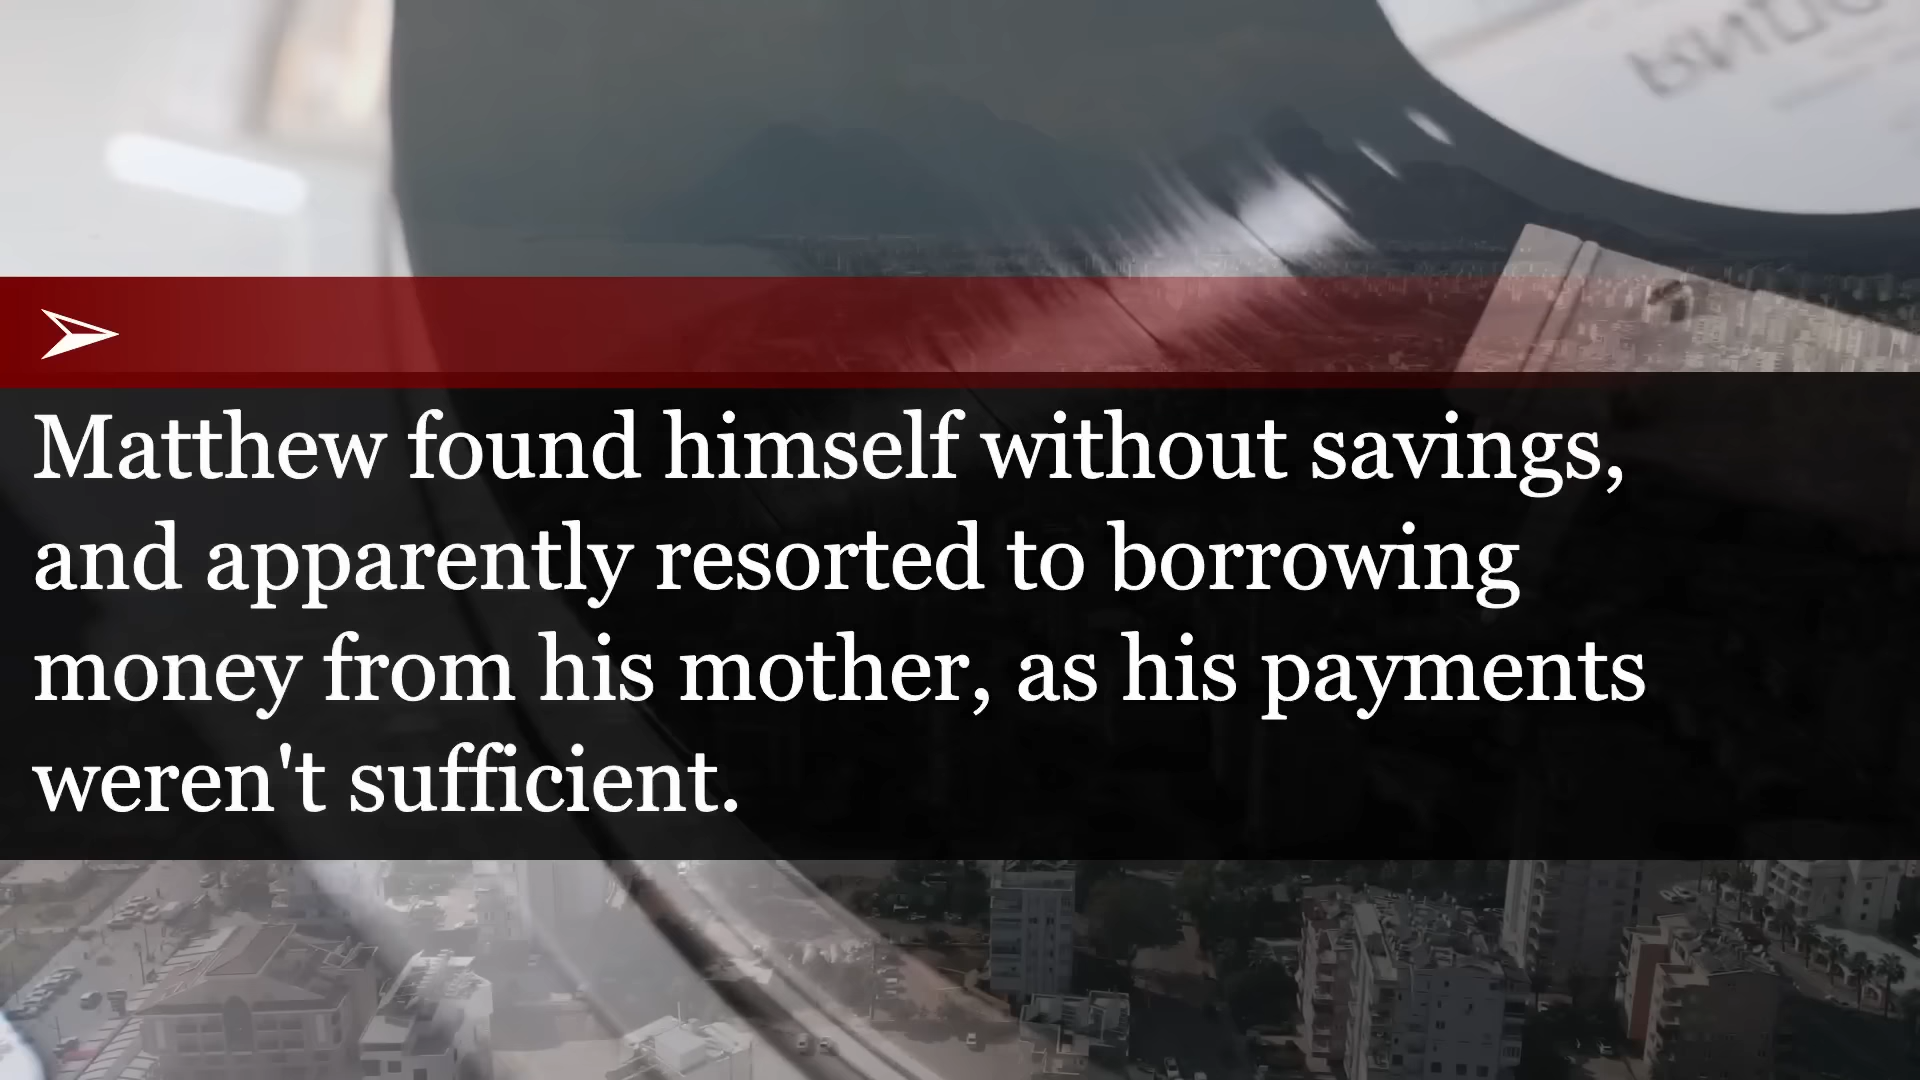 Matthew found himself without savings,
and apparently resorted to borrowing
money from his mother, as his payments
weren't sufficient.